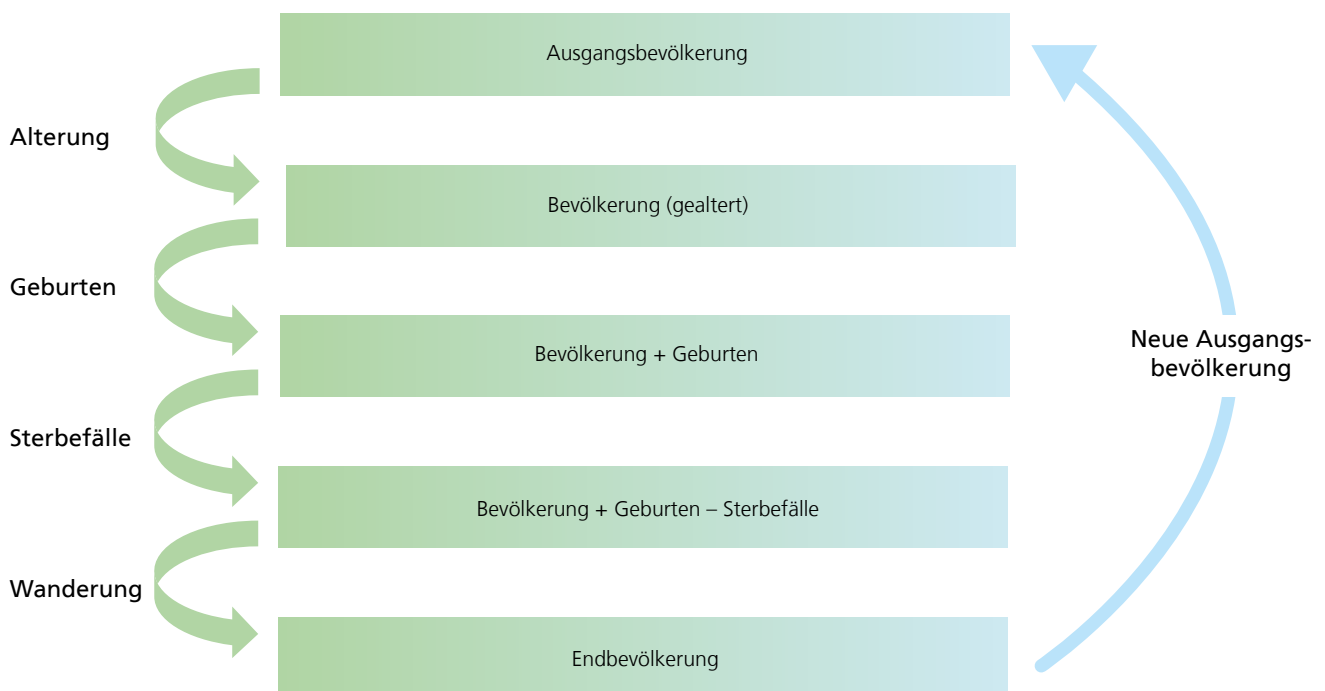 Ausgangsbevölkerung
Alterung
Bevölkerung (gealtert)
Geburten
Bevölkerung + Geburten
Neue Ausgangs-
bevölkerung
Sterbefälle
Bevölkerung + Geburten – Sterbefälle
Wanderung
Endbevölkerung